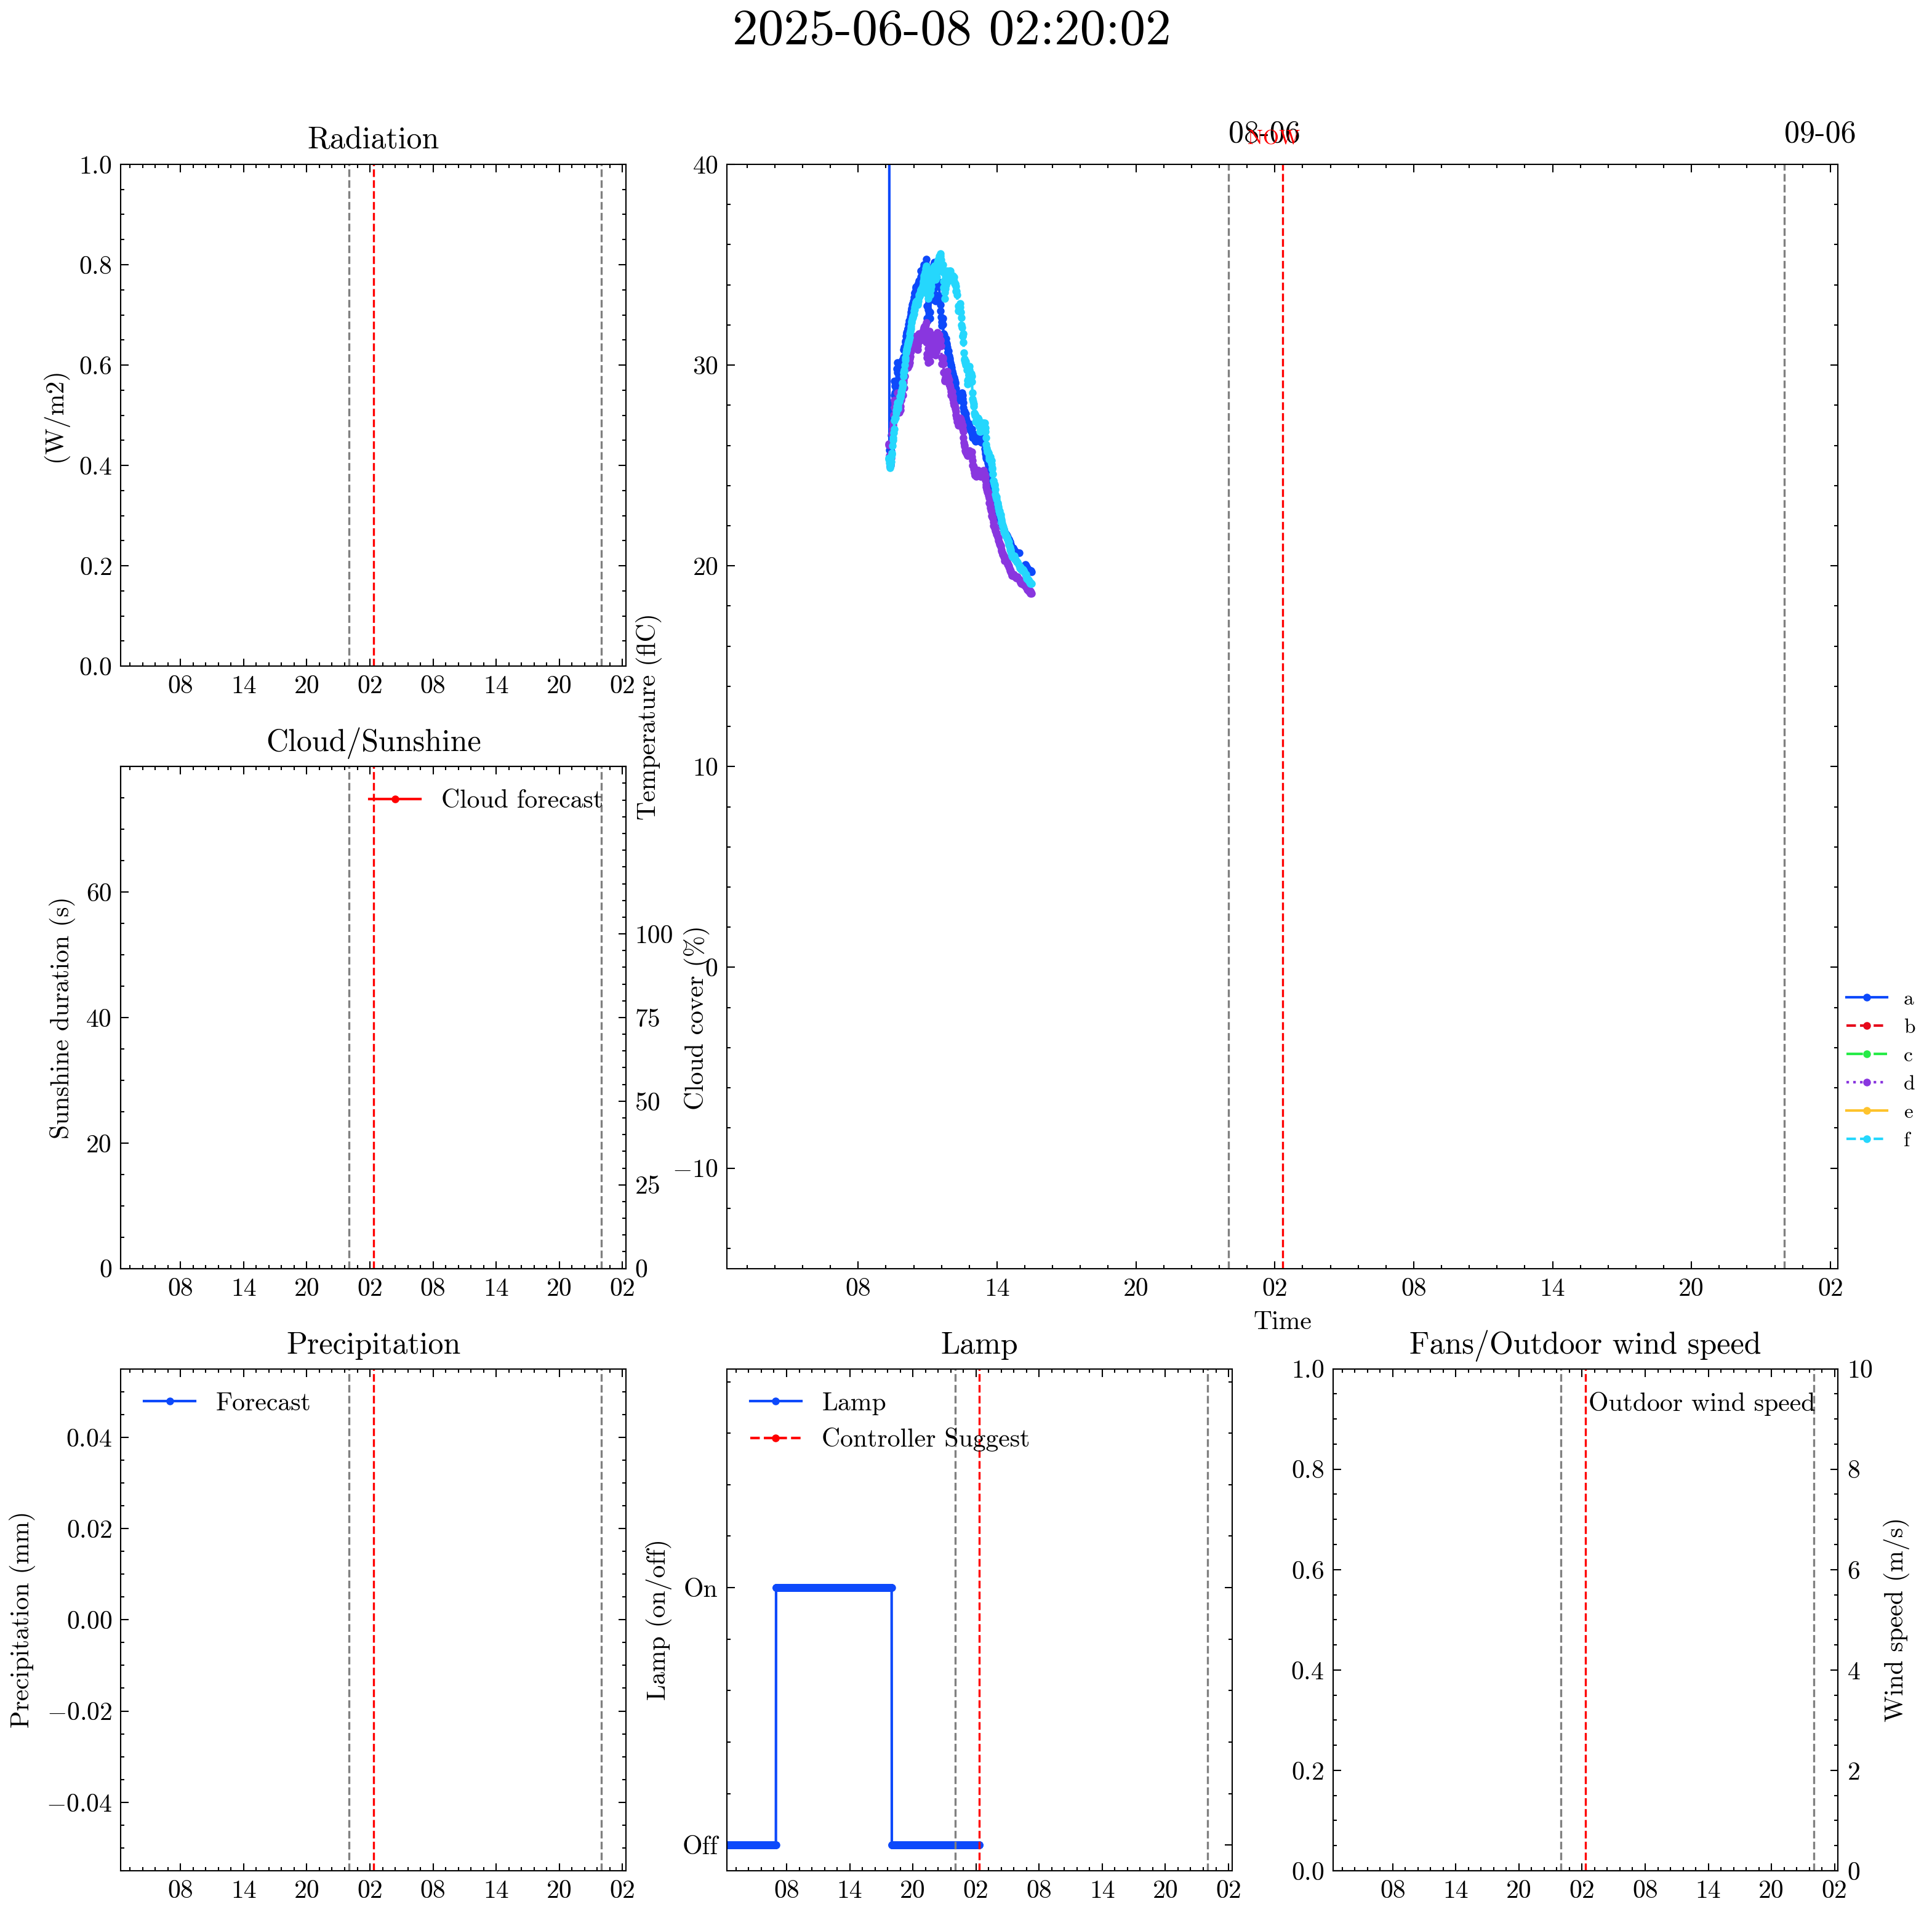 2025-06-08 02:20:02
Radiation
1.0
0.8
0.6
0.4
0.2
0.0
(W/m2)
08 14 20 02 08 14 20 02
08-06
NOW
09-06
40
30
20
10
0
−10
Temperature (flC)
08 14 20 02 08 14 20 02
Time
a
b
c
d
e
f
Cloud/Sunshine
Cloud forecast
60
40
20
0
Sunshine duration (s)
100
75
50
25
0
Cloud cover (%)
08 14 20 02 08 14 20 02
Precipitation
Forecast
0.04
0.02
0.00
−0.02
−0.04
Precipitation (mm)
08 14 20 02 08 14 20 02
Lamp
Lamp
Controller Suggest
On
Off
Lamp (on/off)
08 14 20 02 08 14 20 02
Fans/Outdoor wind speed
Outdoor wind speed
1.0
0.8
0.6
0.4
0.2
0.0
10
8
6
4
2
0
Wind speed (m/s)
08 14 20 02 08 14 20 02